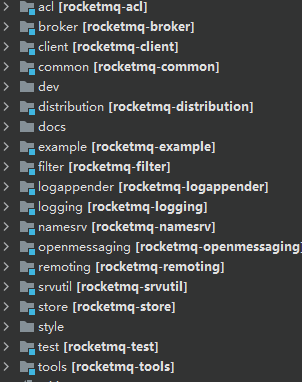 acl [rocketmq-acl]
broker [rocketmq-broker]
client [rocketmq-client]
common [rocketmq-common]
dev
distribution [rocketmq-distribution]
docs
example [rocketmq-example]
filter [rocketmq-filter]
logappender [rocketmq-logappender]
logging [rocketmq-logging]
namesrv [rocketmq-namesrv]
openmessaging [rocketmq-openmessaging]
remoting [rocketmq-remoting]
srvutil [rocketmq-srvutil]
store [rocketmq-store]
style
test [rocketmq-test]
tools [rocketmq-tools]